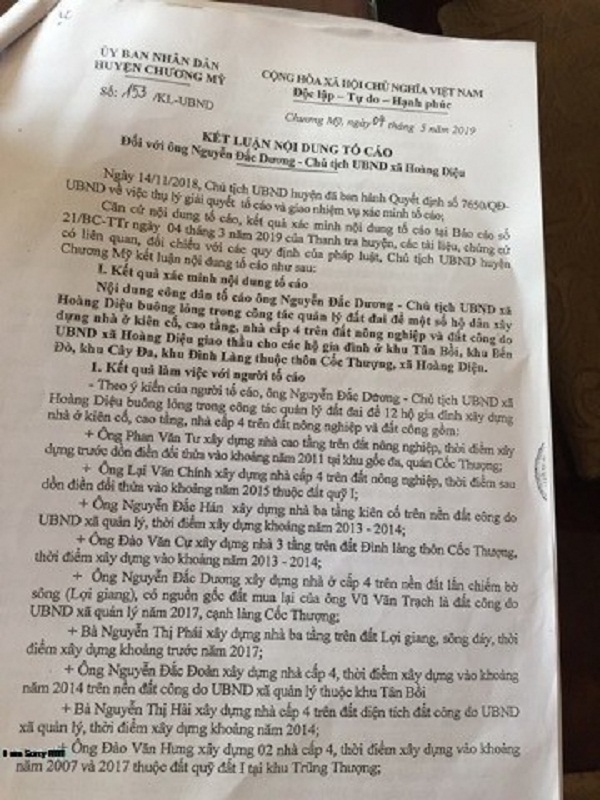 ỦY BAN NHÂN DÂN
HUYỆN CHƯƠNG MỸ
Số: 153 /KL-UBND
CỘNG HÒA XÃ HỘI CHỦ NGHĨA VIỆT NAM
Độc lập – Tự do – Hạnh phúc
Chương Mỹ, ngày 04 tháng 5 năm 2019
KẾT LUẬN NỘI DUNG TỐ CÁO
Đối với ông Nguyễn Đắc Dương - Chủ tịch UBND xã Hoàng Diệu
Ngày 14/11/2018, Chủ tịch UBND huyện đã ban hành Quyết định số 7650/QĐ-
UBND về việc thụ lý giải quyết tố cáo và giao nhiệm vụ xác minh tố cáo;
Căn cứ nội dung tố cáo, kết quả xác minh nội dung tố cáo tại Báo cáo số
21/BC-TTr ngày 04 tháng 3 năm 2019 của Thanh tra huyện, các tài liệu, chứng cứ
có liên quan, đối chiếu với các quy định của pháp luật, Chủ tịch UBND huyện
Chương Mỹ kết luận nội dung tố cáo như sau:
I. Kết quả xác minh nội dung tố cáo
Nội dung công dân tố cáo ông Nguyễn Đắc Dương - Chủ tịch UBND xã
Hoàng Diệu buông lỏng trong công tác quản lý đất đai để một số hộ dân xây
dựng nhà ở kiên cố, cao tầng, nhà cấp 4 trên đất nông nghiệp và đất công do
UBND xã Hoàng Diệu giao thầu cho các hộ gia đình ở khu Tân Bồi, khu Bến
Đò, khu Cây Đa, khu Đình Làng thuộc thôn Cốc Thượng, xã Hoàng Diệu.
1. Kết quả làm việc với người tố cáo
- Theo ý kiến của người tố cáo, ông Nguyễn Đắc Dương - Chủ tịch UBND xã
Hoàng Diệu buông lỏng trong công tác quản lý đất đai để 12 hộ gia đình xây dựng
nhà ở kiên cố, cao tầng, nhà cấp 4 trên đất nông nghiệp và đất công gồm:
+ Ông Phan Văn Tư xây dựng nhà cao tầng trên đất nông nghiệp, thời điểm xây
dựng trước dồn điền đổi thửa vào khoảng năm 2011 tại khu gốc đa, quán Cốc Thượng;
+ Ông Lại Văn Chính xây dựng nhà cấp 4 trên đất nông nghiệp, thời điểm sau
dồn điền đổi thửa vào khoảng năm 2015 thuộc đất quỹ I;
+ Ông Nguyễn Đắc Hán xây dựng nhà ba tầng kiên cố trên nền đất công do
UBND xã quản lý, thời điểm xây dựng khoảng năm 2013 - 2014;
+ Ông Đào Văn Cự xây dựng nhà 3 tầng trên đất Đình làng thôn Cốc Thượng,
thời điểm xây dựng vào khoảng năm 2013 - 2014;
+ Ông Nguyễn Đắc Dương xây dựng nhà ở cấp 4 trên nền đất lấn chiếm bờ
sông (Lợi giang), có nguồn gốc đất mua lại của ông Vũ Văn Trạch là đất công do
UBND xã quản lý năm 2017, cạnh làng Cốc Thượng;
+ Bà Nguyễn Thị Phái xây dựng nhà ba tầng trên đất Lợi giang, sông đáy, thời
điểm xây dựng khoảng trước năm 2017;
+ Ông Nguyễn Đắc Đoàn xây dựng nhà cấp 4, thời điểm xây dựng vào khoảng
năm 2014 trên nền đất công do UBND xã quản lý thuộc khu Tân Bồi
+ Bà Nguyễn Thị Hải xây dựng nhà cấp 4 trên đất diện tích đất công do UBND
xã quản lý, thời điểm xây dựng khoảng năm 2014;
+ Ông Đào Văn Hưng xây dựng 02 nhà cấp 4, thời điểm xây dựng vào khoảng
năm 2007 và 2017 thuộc đất quỹ đất I tại khu Trũng Thượng;